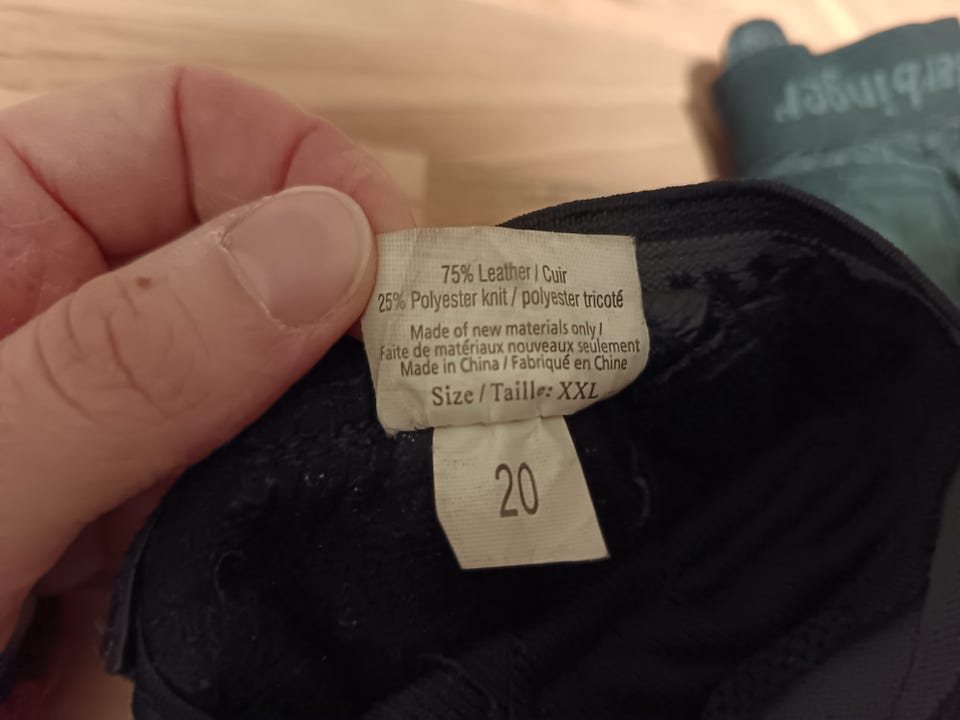 arbinger
75% Leather / Cuir
25% Polyester knit / polyester tricoté
Made of new materials only /
Faite de matériaux nouveaux seulement
Made in China / Fabriqué en Chine
Size / Taille: XXL
20